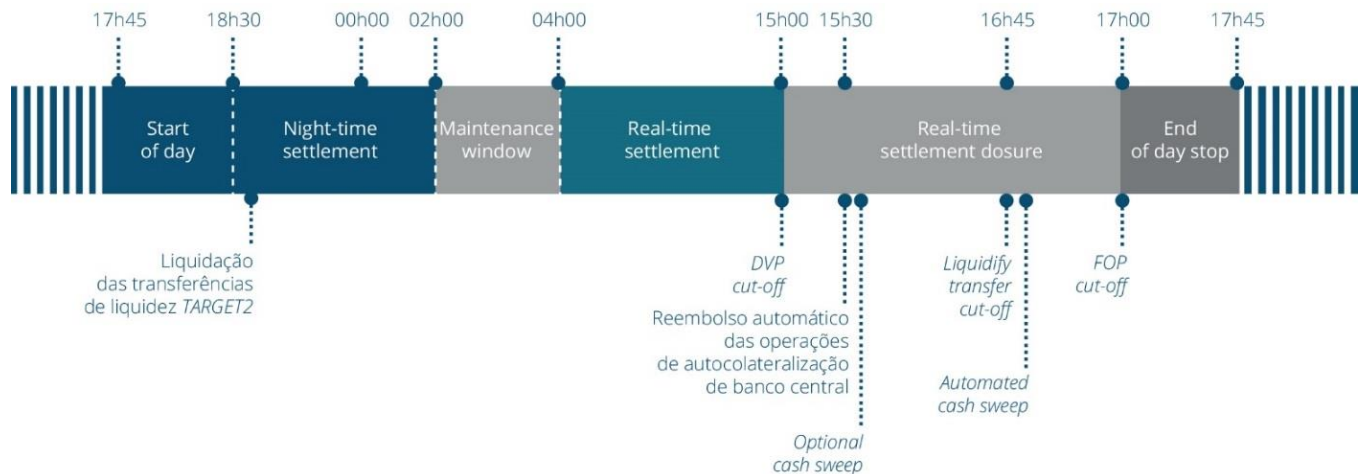 17h45
18h30
00h00
02h00
04h00
15h00
15h30
16h45
17h00
17h45
Start
of day
Night-time
settlement
Maintenance
window
Real-time
settlement
Real-time
settlement dosure
End
of day stop
Liquidação
das transferências
de liquidez TARGET2
DVP
cut-off
Reembolso automático
das operações
de autocolateralização
de banco central
Optional
cash sweep
Liquidify
transfer
cut-off
Automated
cash sweep
FOP
cut-off